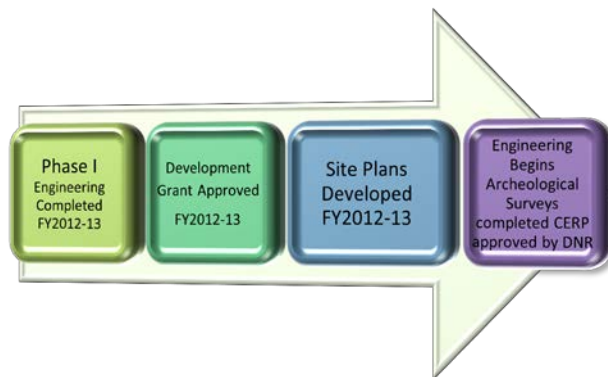 Phase I
Engineering
Completed
FY2012-13
Development
Grant Approved
FY2012-13
Site Plans
Developed
FY2012-13
Engineering
Begins
Archeological
Surveys
completed CERP
approved by DNR